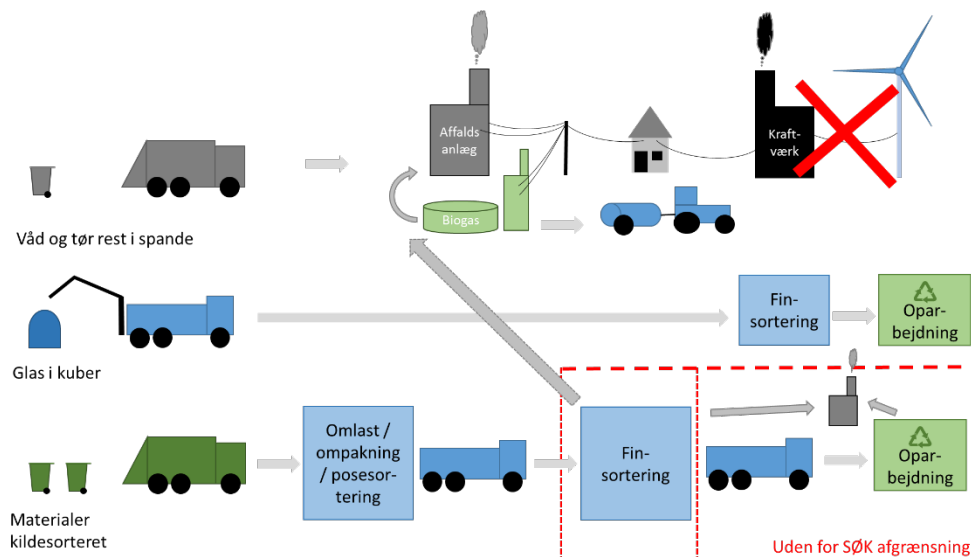 Affalds
anlæg
Kraft-
værk
Biogas
Våd og tør rest i spande
Fin-
sortering
Opar-
bejdning
Glas i kuber
Omlast /
ompakning
/ posesor-
tering
Fin-
sortering
Opar-
bejdning
Materialer
kildesorteret
Uden for SØK afgrænsning